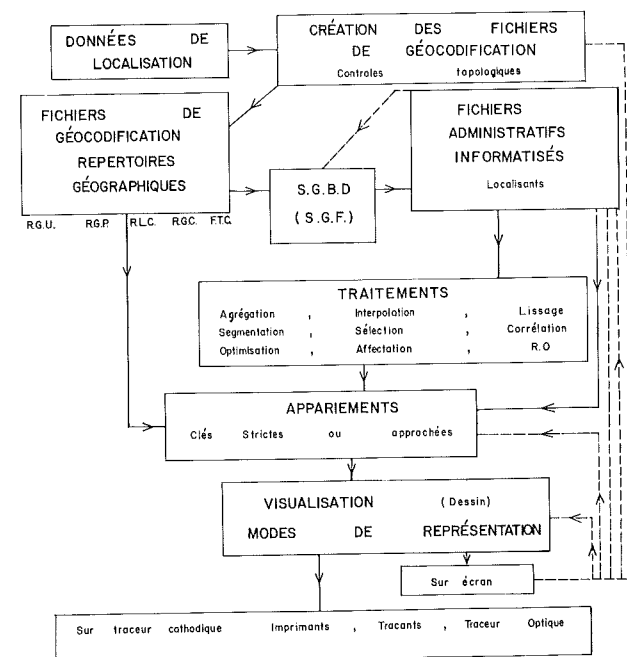 DONNÉES DE
LOCALISATION
CRÉATION DES FICHIERS
DE GÉOCODIFICATION
Controles topologiques
FICHIERS DE
GÉOCODIFICATION
REPERTOIRES
GÉOGRAPHIQUES
R.G.U. R.G.P. R.L.C. R.G.C. F.T.C.
S.G.B.D
(S.G.F.)
FICHIERS
ADMINISTRATIFS
INFORMATISÉS
Localisants
TRAITEMENTS
Agrégation , Interpolation , Lissage
Segmentation , Sélection , Corrélation
Optimisation , Affectation , R.O
APPARIEMENTS
Clés Strictes ou approchées
VISUALISATION (Dessin)
MODES DE REPRÉSENTATION
Sur écran
Sur traceur cathodique Imprimants , Tracants , Traceur Optique